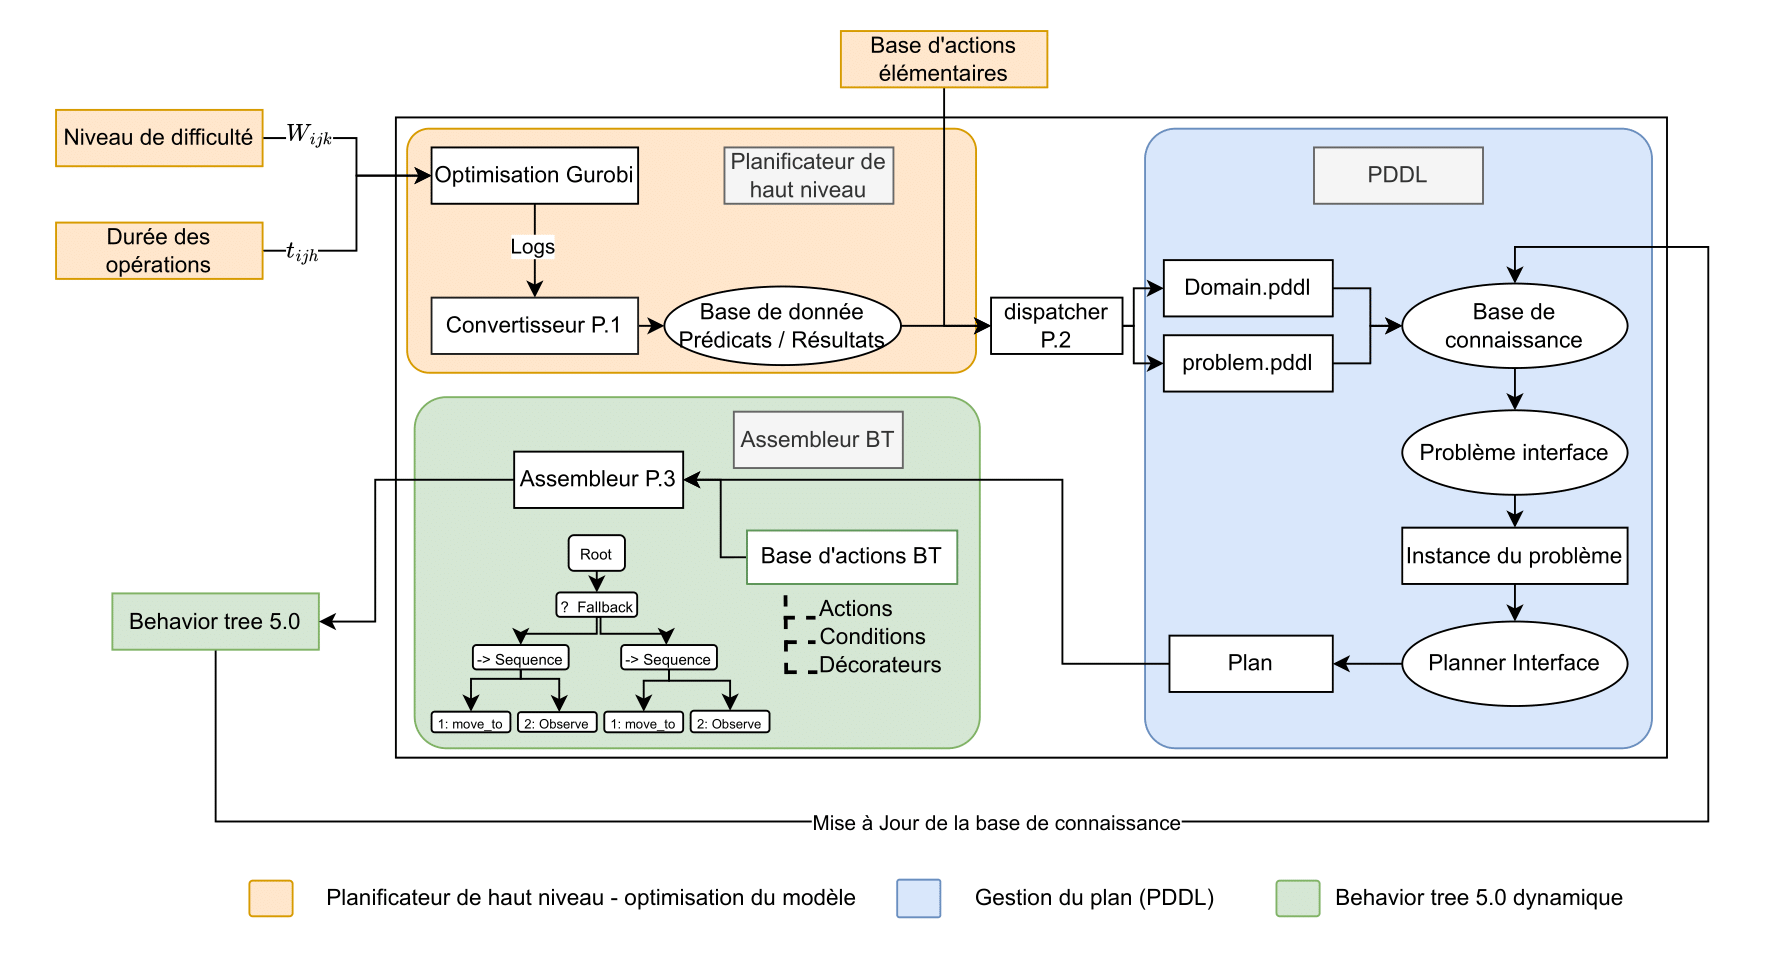 Base d'actions
élémentaires
Niveau de difficulté
W_{ijk}
Durée des
opérations
t_{ijh}
Optimisation Gurobi
Planificateur de
haut niveau
Logs
Convertisseur P.1
Base de donnée
Prédicats / Résultats
dispatcher
P.2
PDDL
Domain.pddl
problem.pddl
Base de
connaissance
Problème interface
Instance du problème
Planner Interface
Plan
Assembleur BT
Assembleur P.3
Base d'actions BT
Actions
Conditions
Décorateurs
Root
? Fallback
-> Sequence
-> Sequence
1: move_to
2: Observe
1: move_to
2: Observe
Behavior tree 5.0
Mise à Jour de la base de connaissance
Planificateur de haut niveau - optimisation du modèle
Gestion du plan (PDDL)
Behavior tree 5.0 dynamique